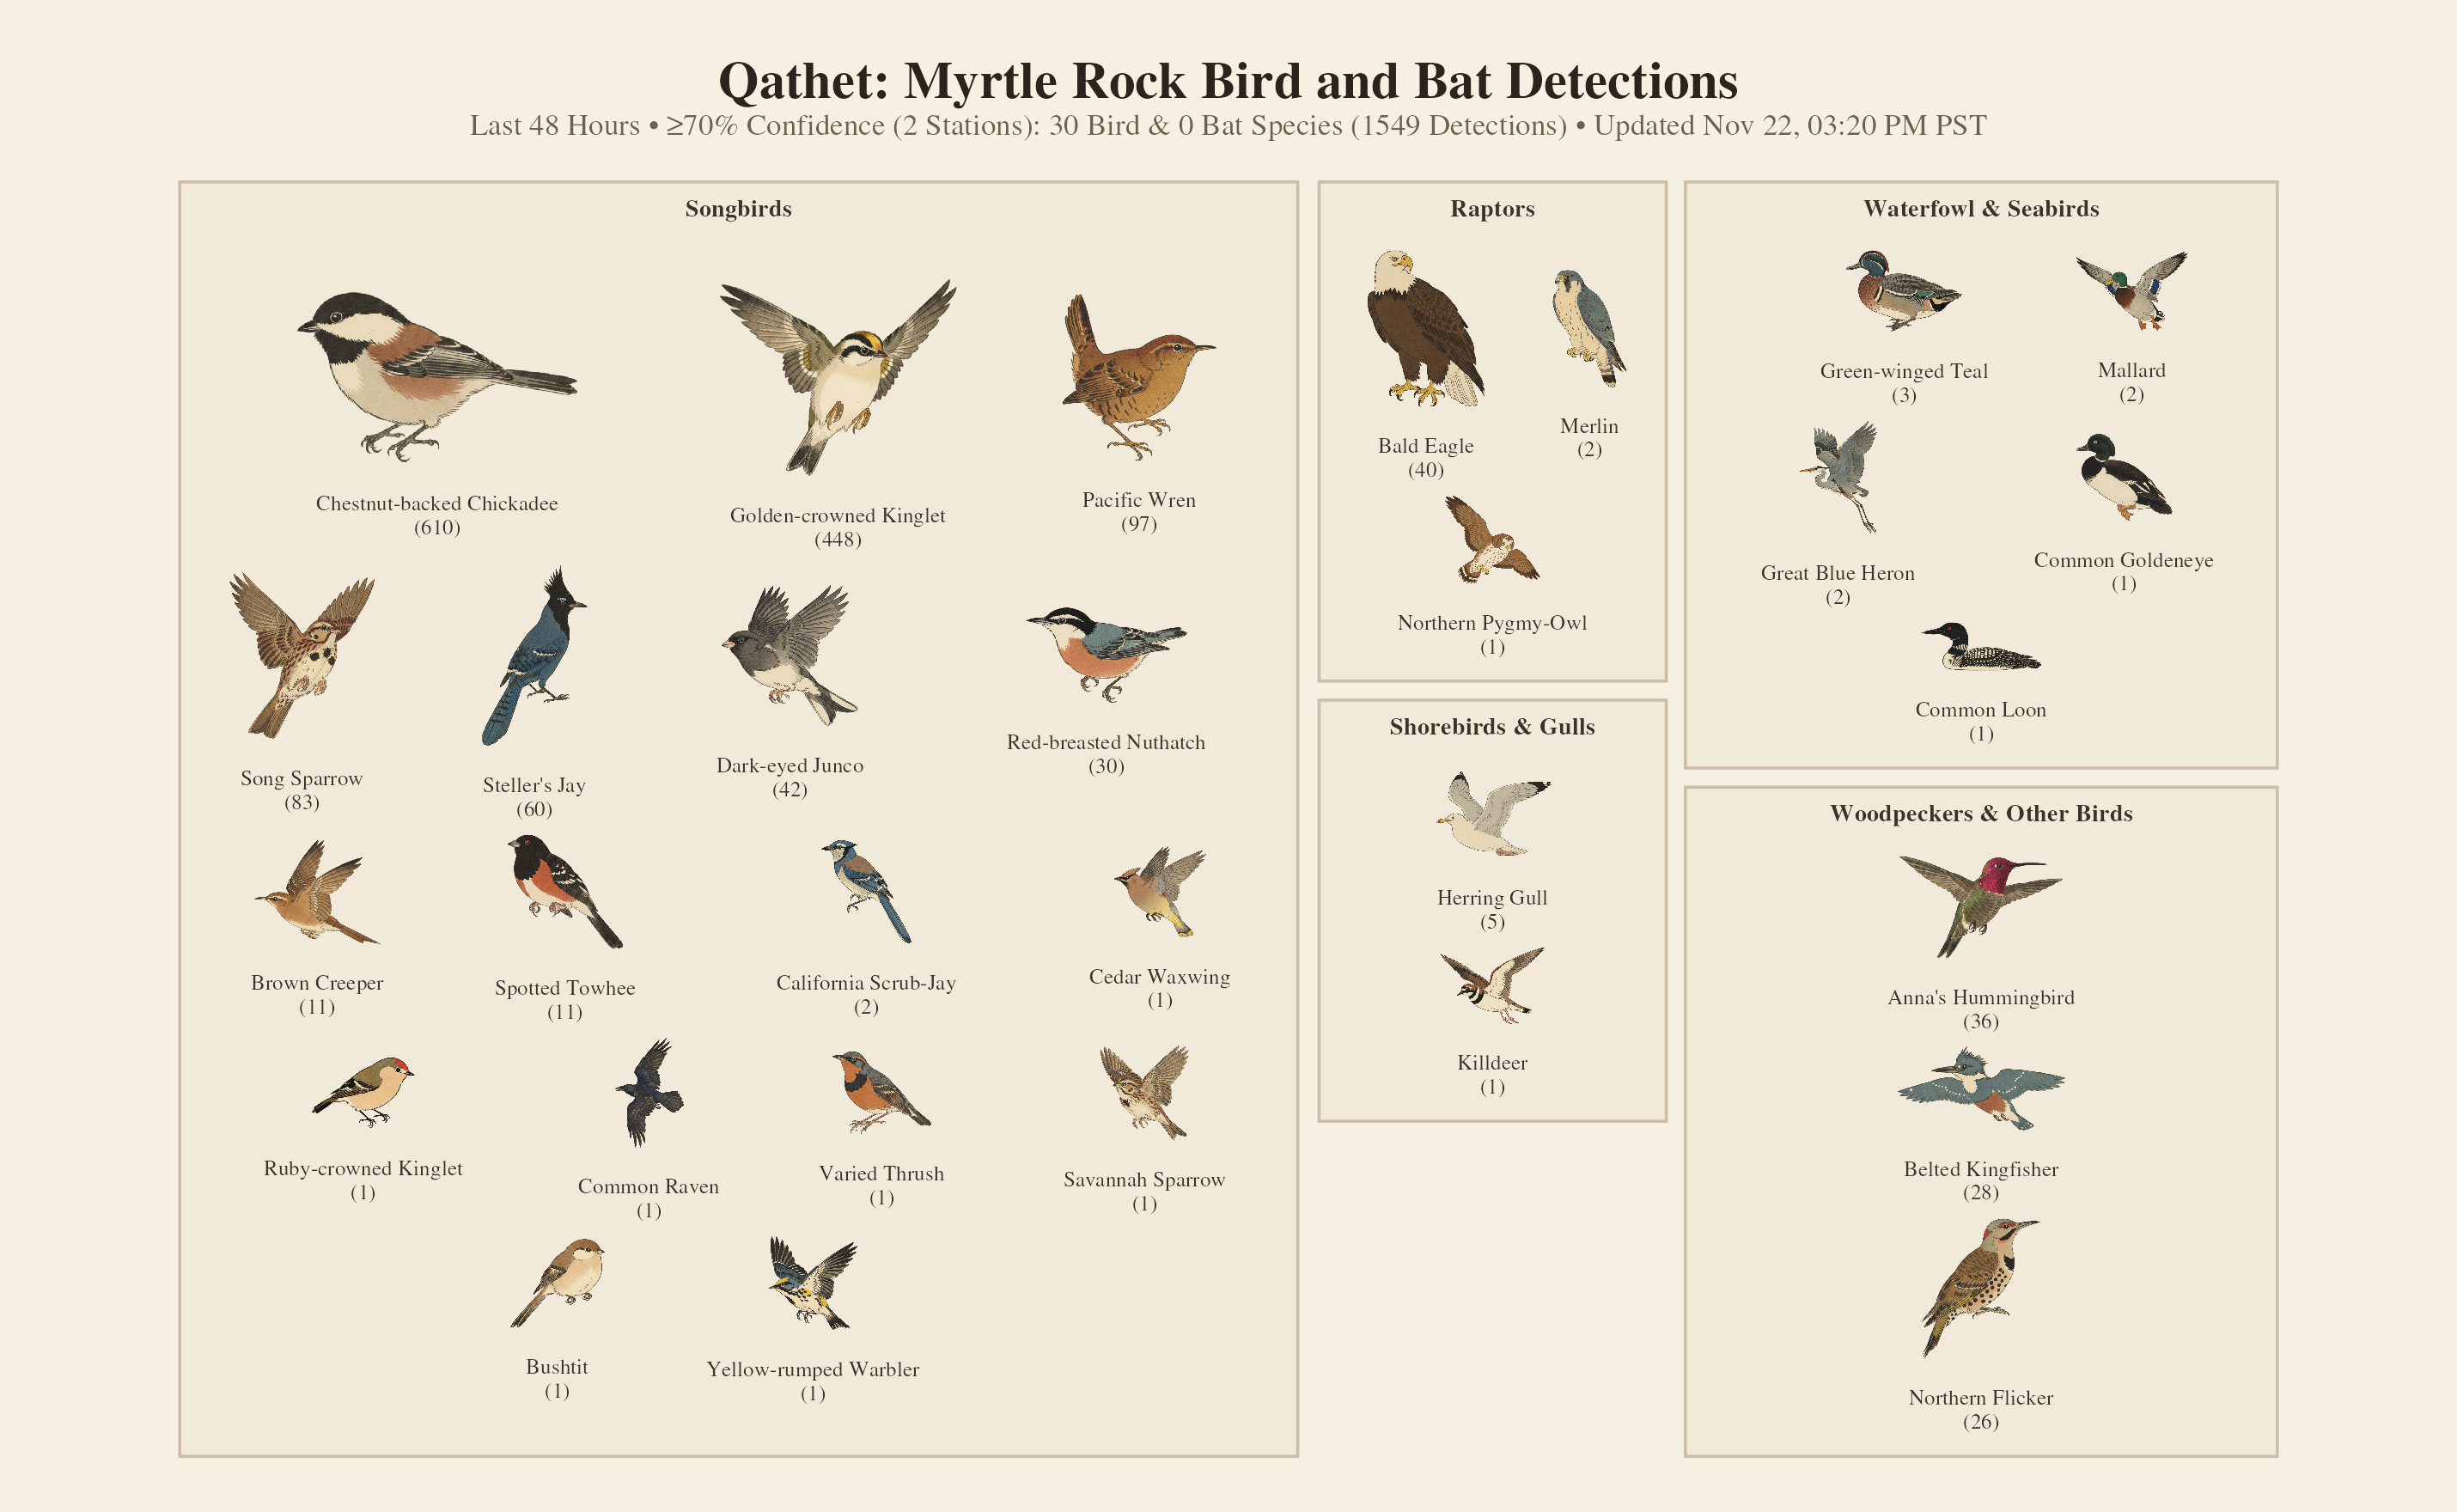 Qathet: Myrtle Rock Bird and Bat Detections
Last 48 Hours • ≥70% Confidence (2 Stations): 30 Bird & 0 Bat Species (1549 Detections) • Updated Nov 22, 03:20 PM PST
Songbirds
Chestnut-backed Chickadee
(610)
Golden-crowned Kinglet
(448)
Pacific Wren
(97)
Song Sparrow
(83)
Steller's Jay
(60)
Dark-eyed Junco
(42)
Red-breasted Nuthatch
(30)
Brown Creeper
(11)
Spotted Towhee
(11)
California Scrub-Jay
(2)
Cedar Waxwing
(1)
Ruby-crowned Kinglet
(1)
Common Raven
(1)
Varied Thrush
(1)
Savannah Sparrow
(1)
Bushtit
(1)
Yellow-rumped Warbler
(1)
Raptors
Bald Eagle
(40)
Merlin
(2)
Northern Pygmy-Owl
(1)
Shorebirds & Gulls
Herring Gull
(5)
Killdeer
(1)
Waterfowl & Seabirds
Green-winged Teal
(3)
Mallard
(2)
Great Blue Heron
(2)
Common Goldeneye
(1)
Common Loon
(1)
Woodpeckers & Other Birds
Anna's Hummingbird
(36)
Belted Kingfisher
(28)
Northern Flicker
(26)